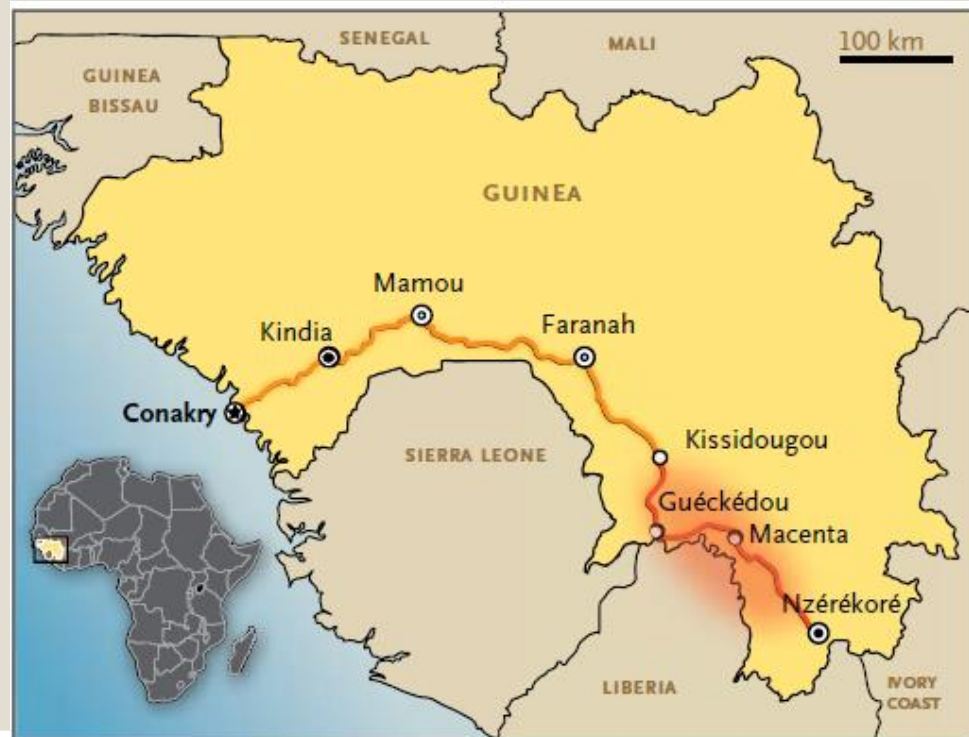 SENEGAL
MALI
100 km
GUINEA
BISSAU
GUINEA
Mamou
Kindia
Faranah
Conakry
Kissidougou
SIERRA LEONE
Guéckédou
Macenta
Nzérékoré
LIBERIA
IVORY
COAST